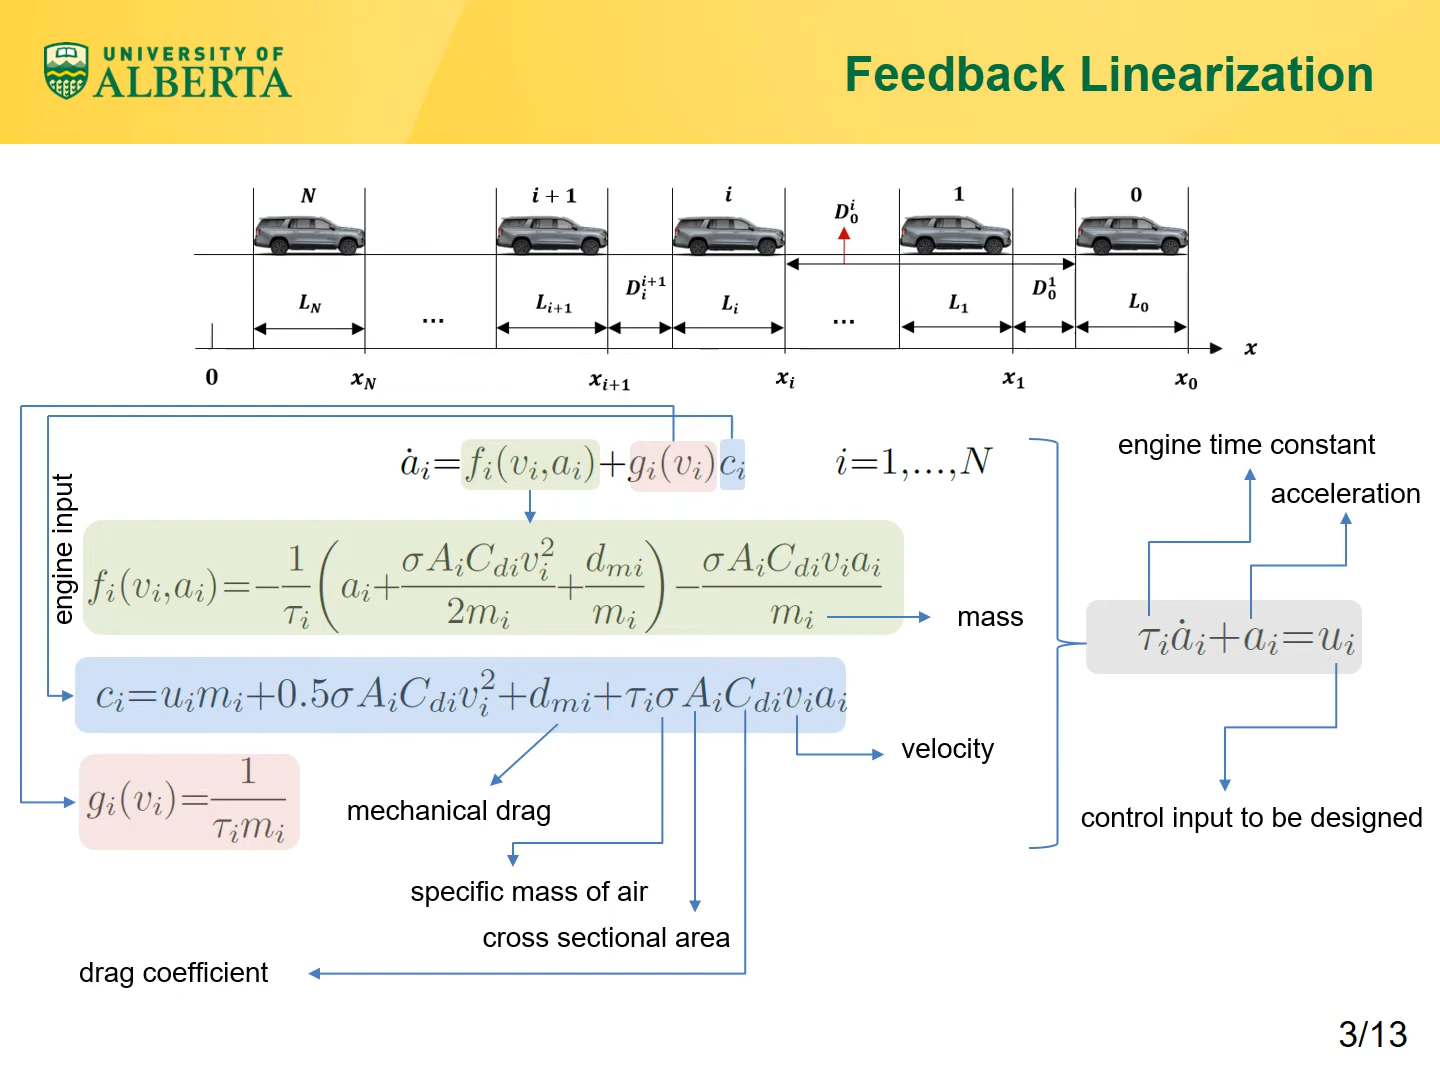 UNIVERSITY OF
ALBERTA
Feedback Linearization
N i + 1 i D_0^i 1 0
L_N ... L_{i+1} D_i^{i+1} L_i ... L_1 D_0^1 L_0
x
0 x_N x_{i+1} x_i x_1 x_0
ȧ_i=f_i(v_i,a_i)+g_i(v_i)c_i i=1,...,N
engine input
f_i(v_i,a_i)=−\frac{1}{τ_i}(a_i+\frac{σA_iC_{di}v_i^2}{2m_i}+\frac{d_{mi}}{m_i})−\frac{σA_iC_{di}v_ia_i}{m_i}
mass
c_i=u_im_i+0.5σA_iC_{di}v_i^2+d_{mi}+τ_iσA_iC_{di}v_ia_i
velocity
g_i(v_i)=\frac{1}{τ_im_i}
mechanical drag
specific mass of air
cross sectional area
drag coefficient
engine time constant
acceleration
τ_iȧ_i+a_i=u_i
control input to be designed
3/13